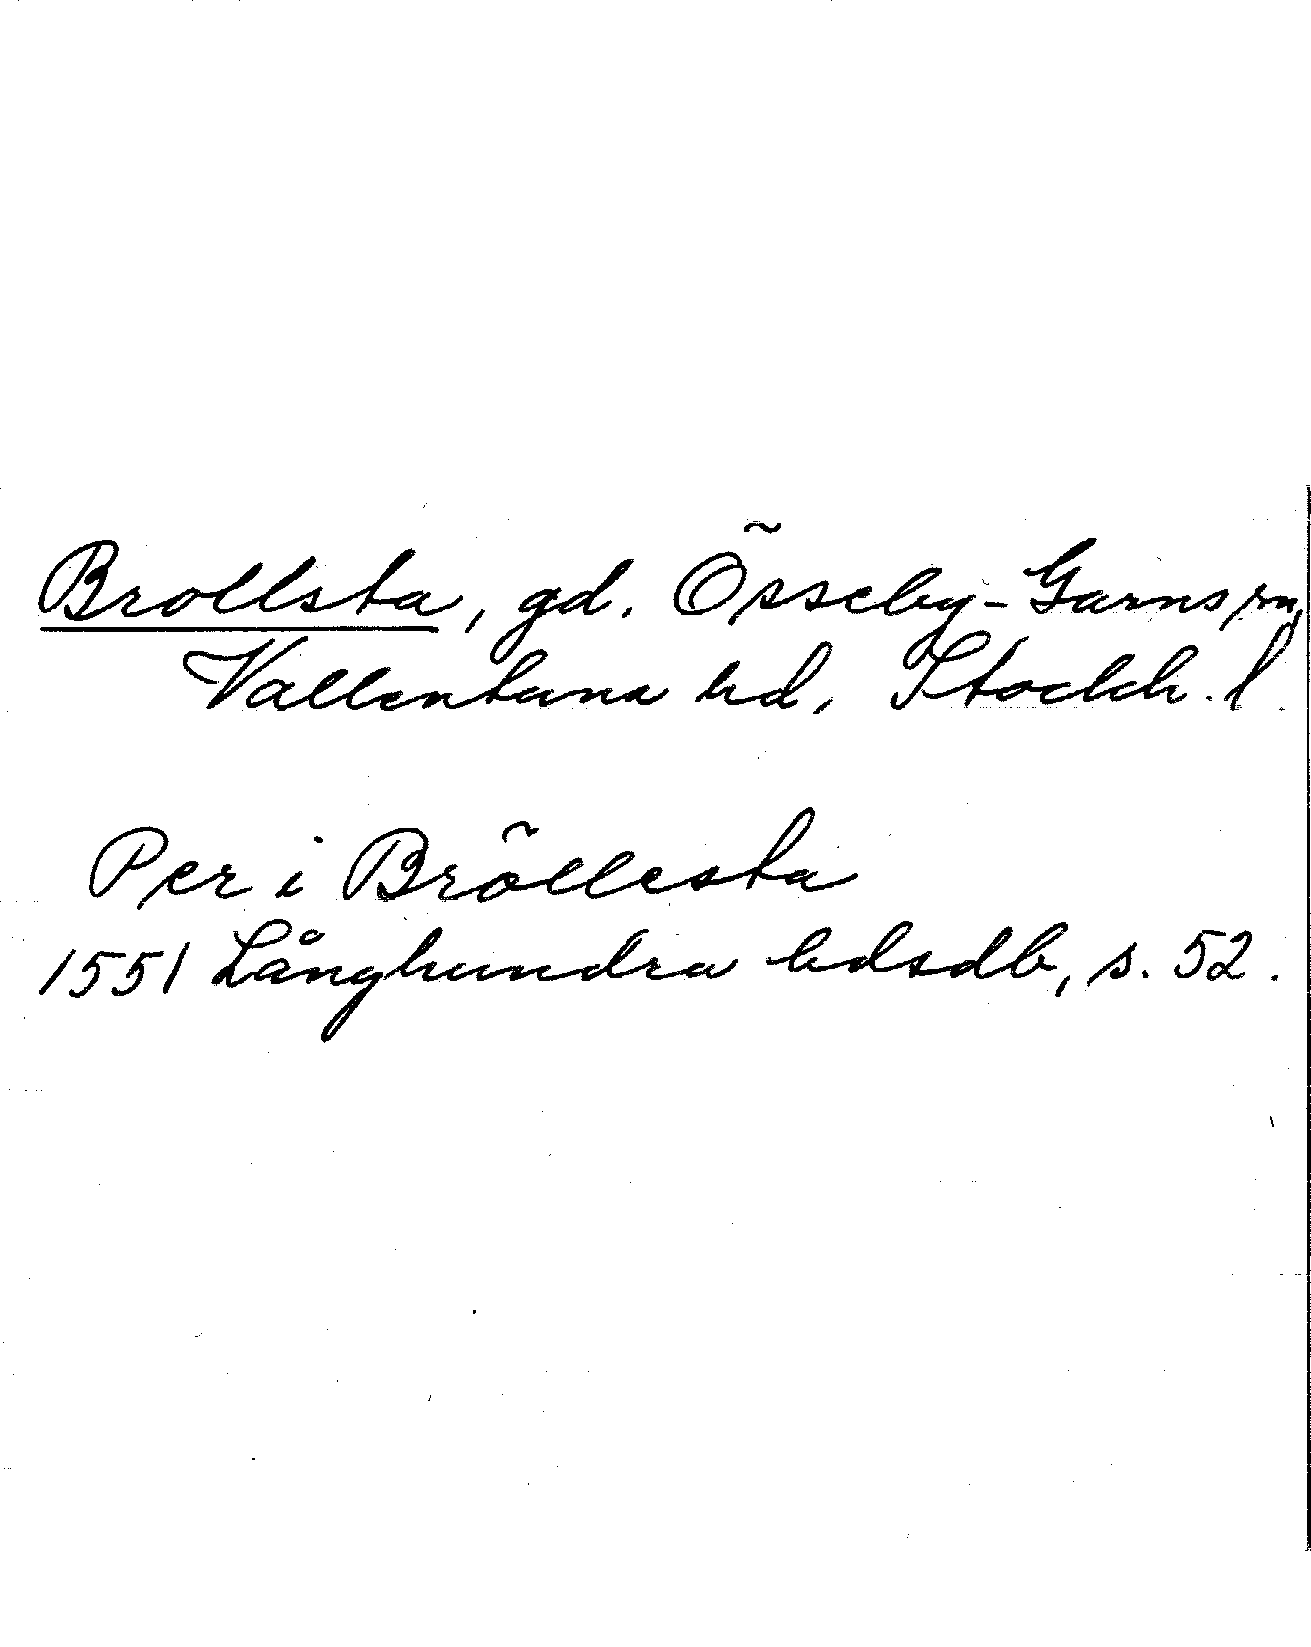 Brollsta, gd. Össeby-Garns sn,
Vallentuna hd, Stockh. l
Per i Bröllesta
1551 Långhundra hdsdb, s. 52.